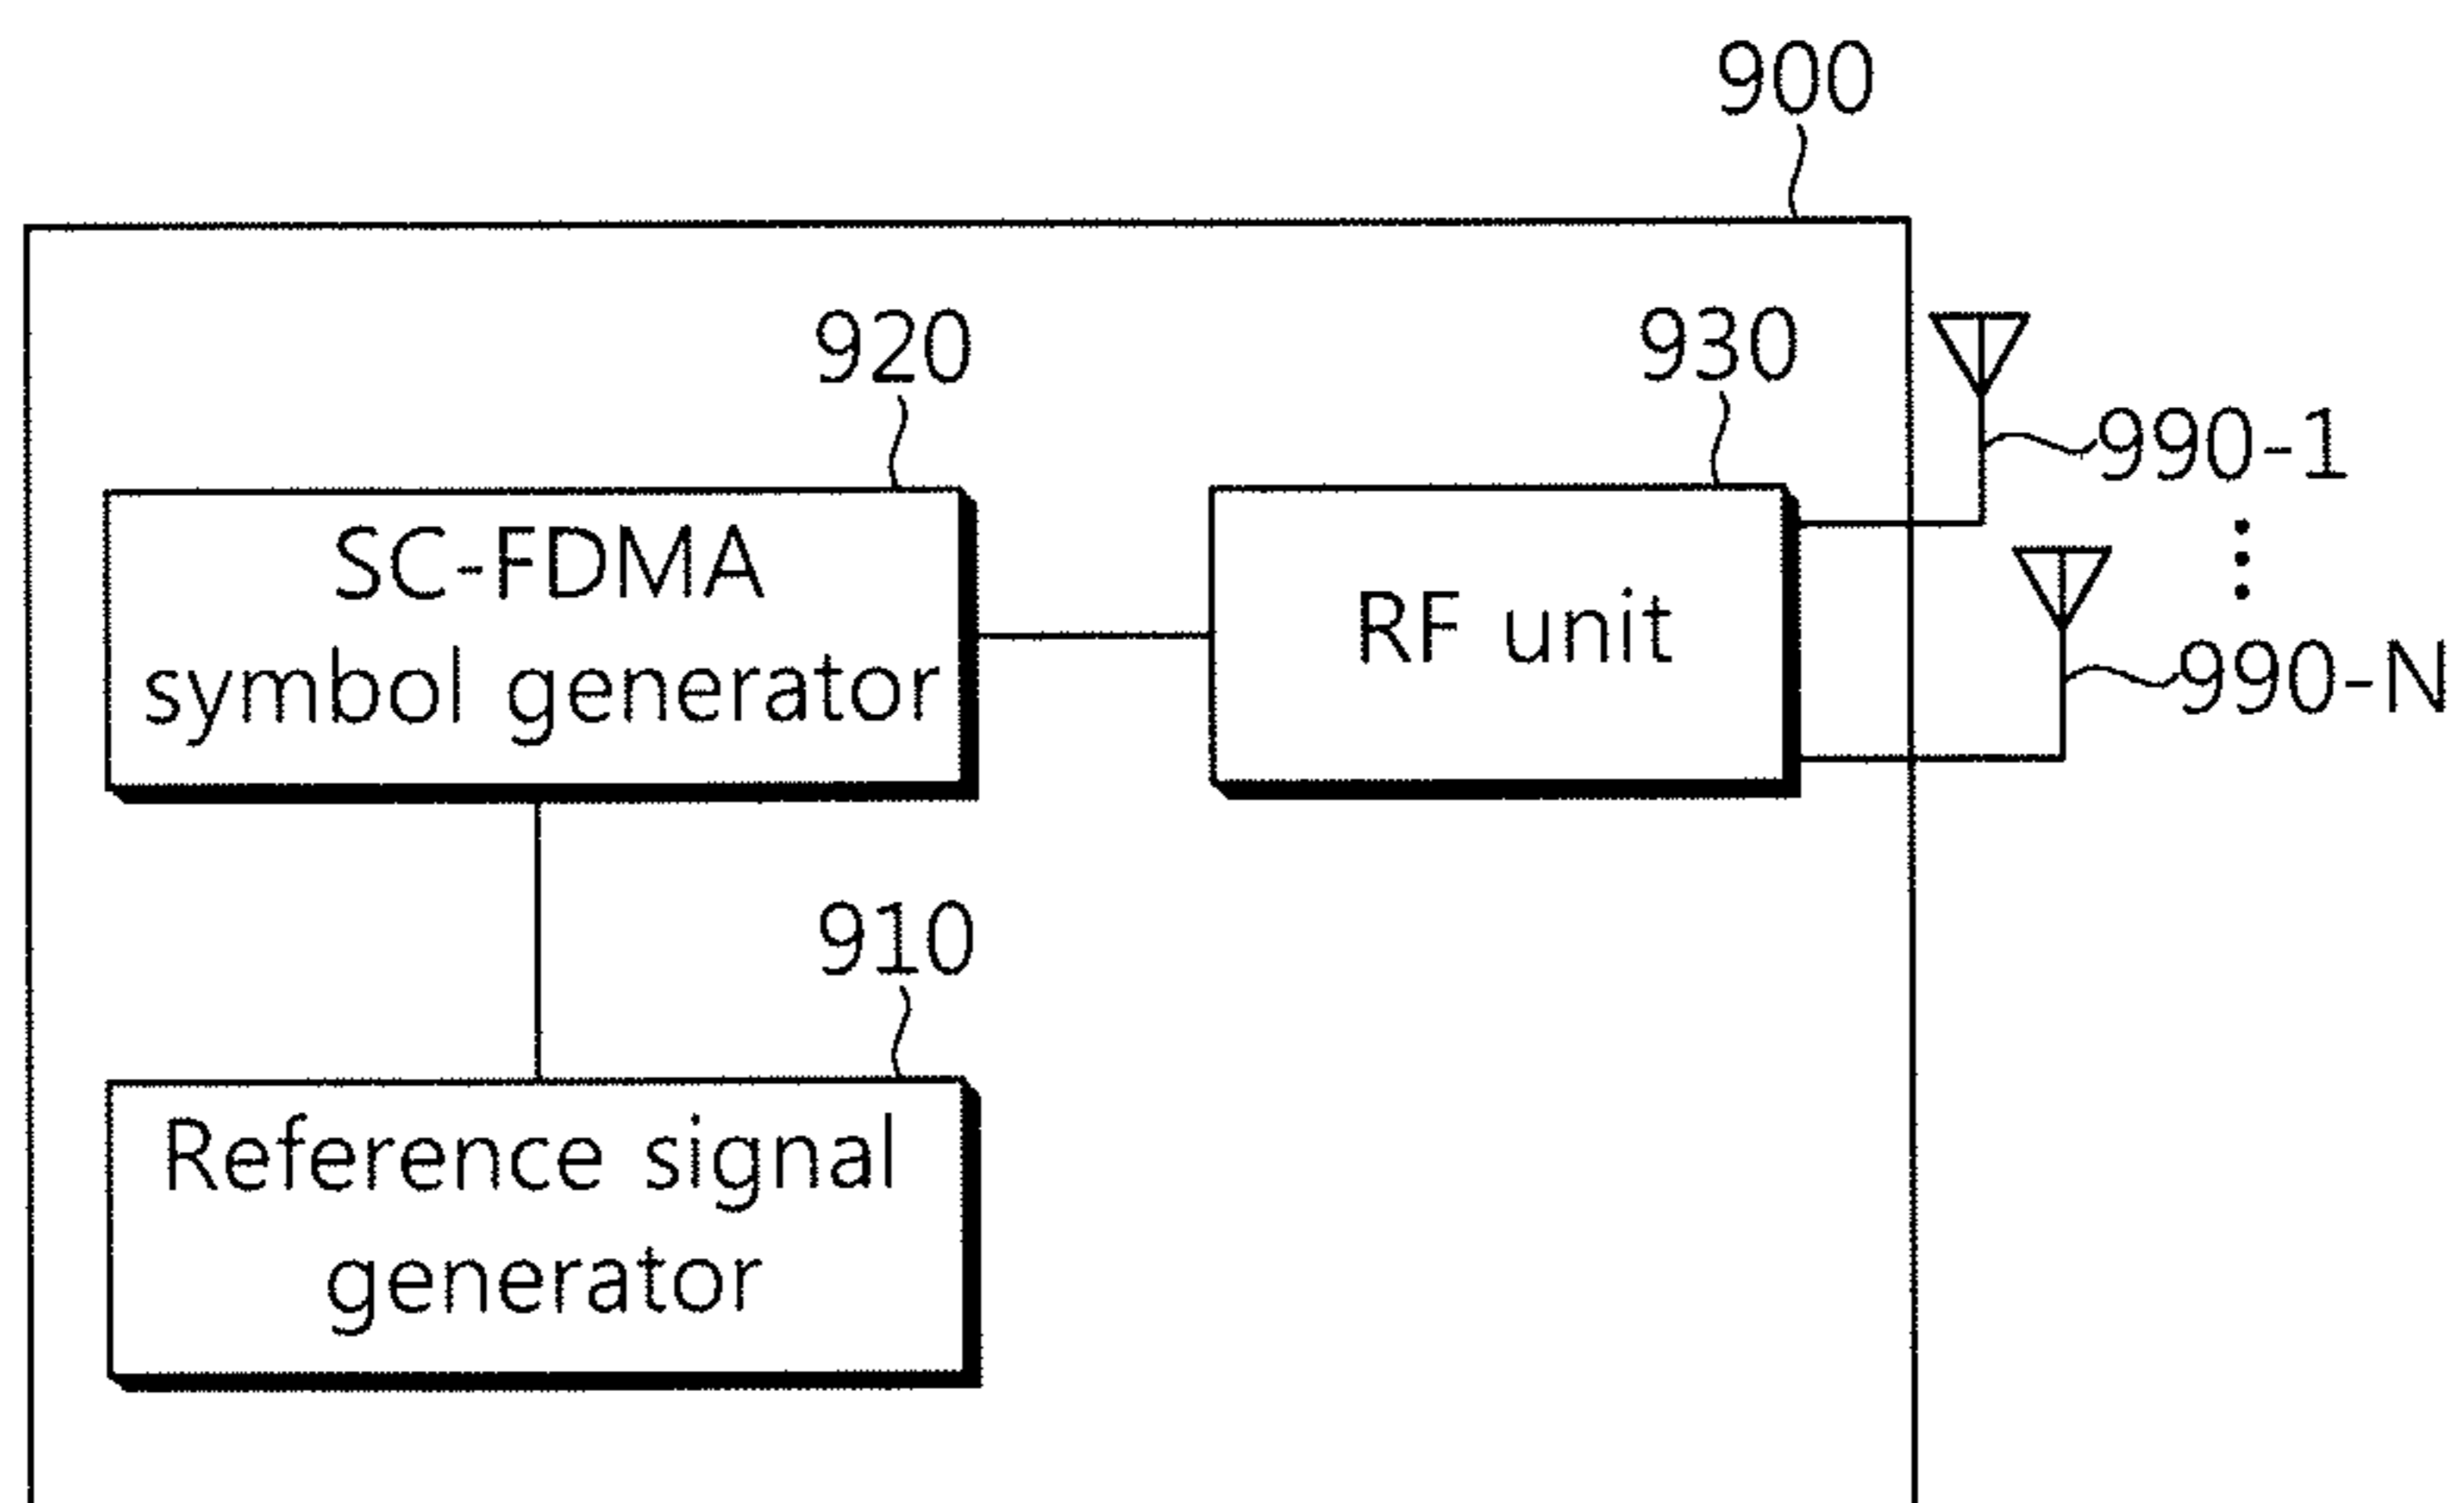 900
920
930
990-1
SC-FDMA
symbol generator
RF unit
990-N
910
Reference signal
generator